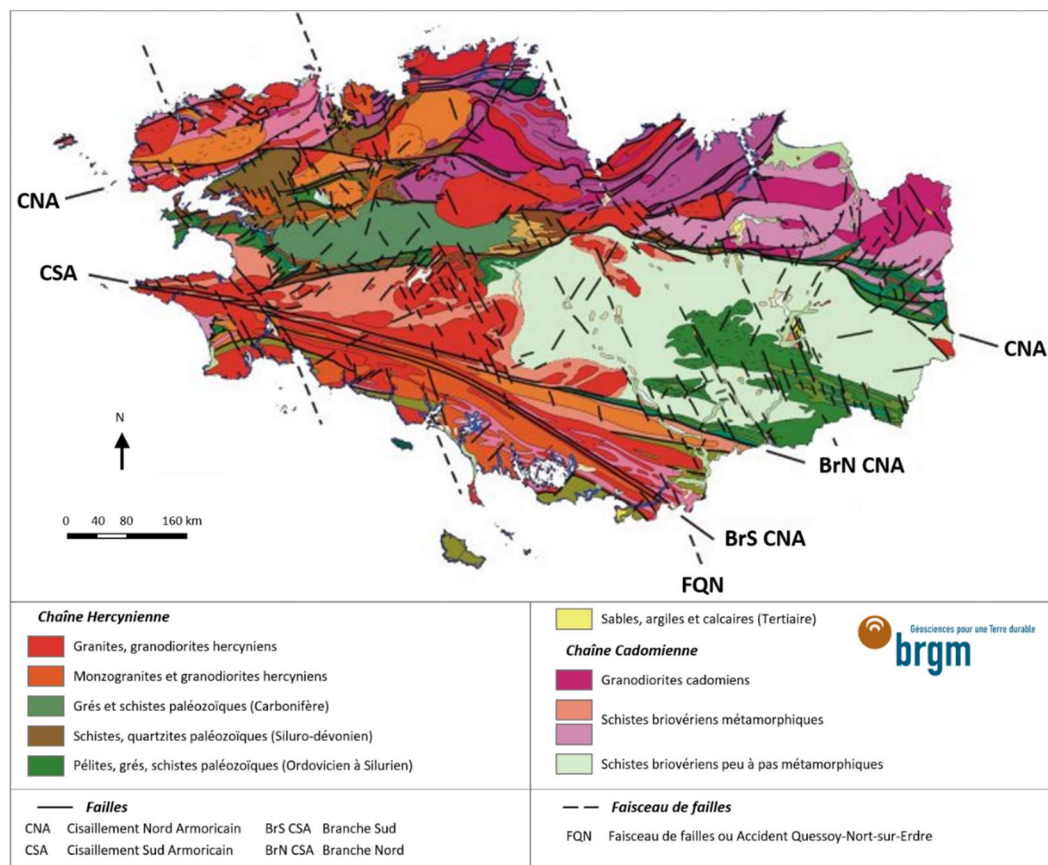 CNA
CSA
CNA
BrN CNA
BrS CNA
FQN
N
0 40 80 160 km
Chaîne Hercynienne
Granites, granodiorites hercyniens
Monzogranites et granodiorites hercyniens
Grés et schistes paléozoïques (Carbonifère)
Schistes, quartzites paléozoïques (Siluro-dévonien)
Pélites, grés, schistes paléozoïques (Ordovicien à Silurien)
Failles
CNA Cisaillement Nord Armoricain BrS CSA Branche Sud
CSA Cisaillement Sud Armoricain BrN CSA Branche Nord
Sables, argiles et calcaires (Tertiaire)
Chaîne Cadomienne
Granodiorites cadomiens
Schistes briovériens métamorphiques
Schistes briovériens peu à pas métamorphiques
Géosciences pour une Terre durable
brgm
Faisceau de failles
FQN Faisceau de failles ou Accident Quessoy-Nort-sur-Erdre